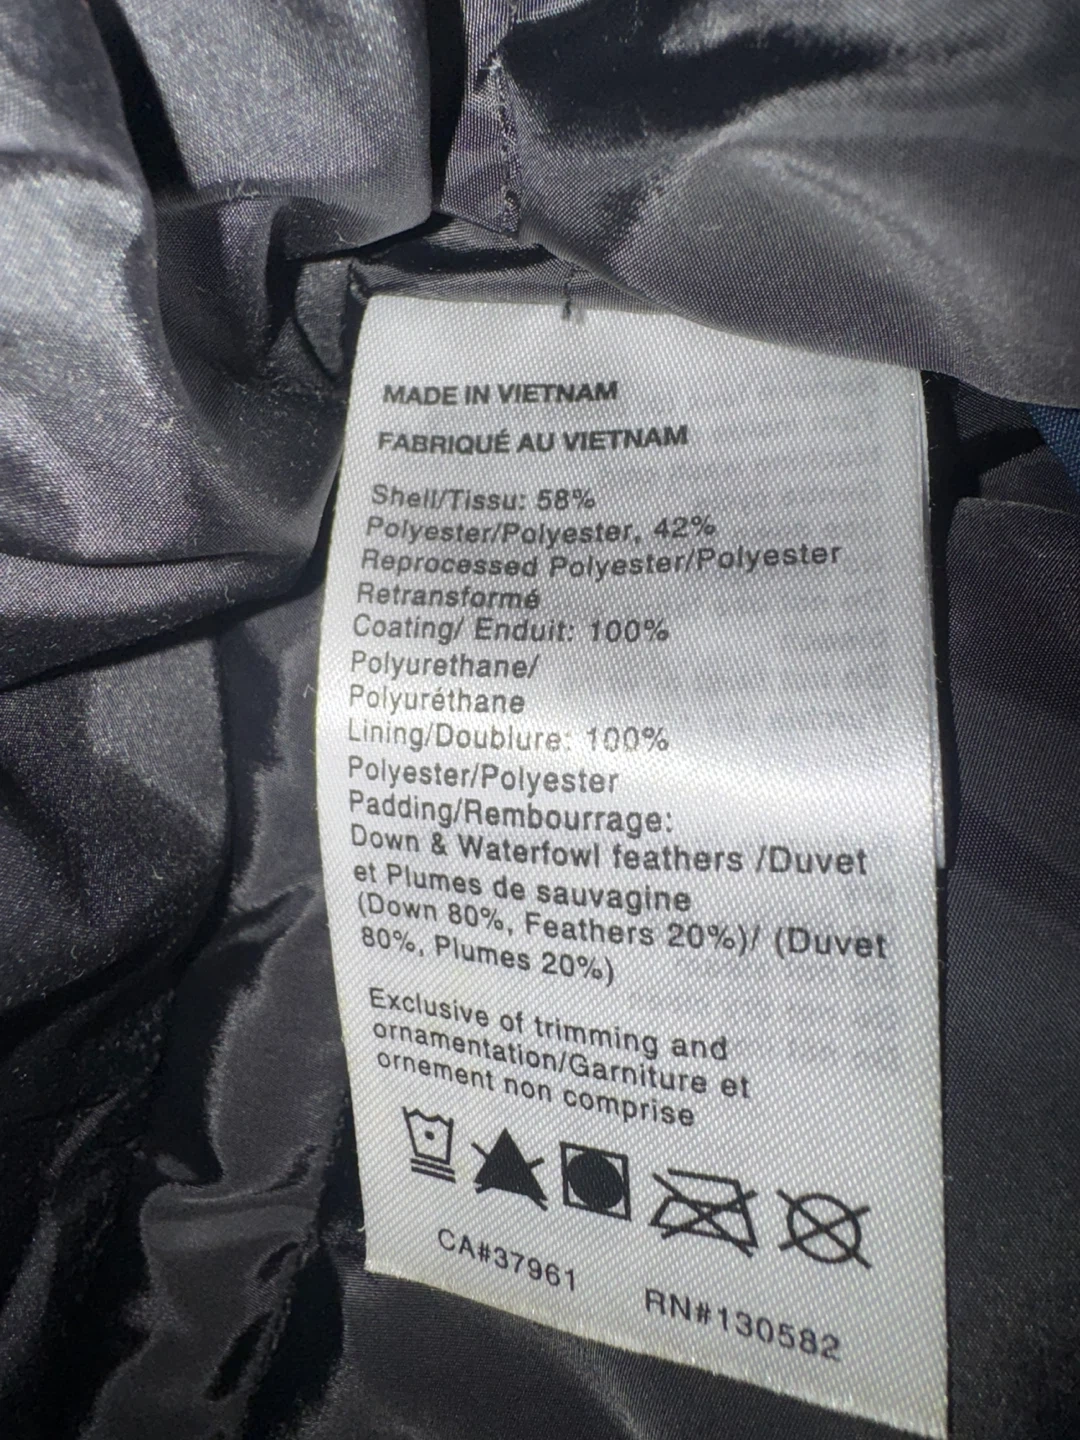 MADE IN VIETNAM
FABRIQUÉ AU VIETNAM
Shell/Tissu: 58%
Polyester/Polyester, 42%
Reprocessed Polyester/Polyester
Retransformé
Coating/ Enduit: 100%
Polyurethane/
Polyuréthane
Lining/Doublure: 100%
Polyester/Polyester
Padding/Rembourrage:
Down & Waterfowl feathers /Duvet
et Plumes de sauvagine
(Down 80%, Feathers 20%)/ (Duvet
80%, Plumes 20%)
Exclusive of trimming and
ornamentation/Garniture et
ornement non comprise
CA#37961
RN#130582